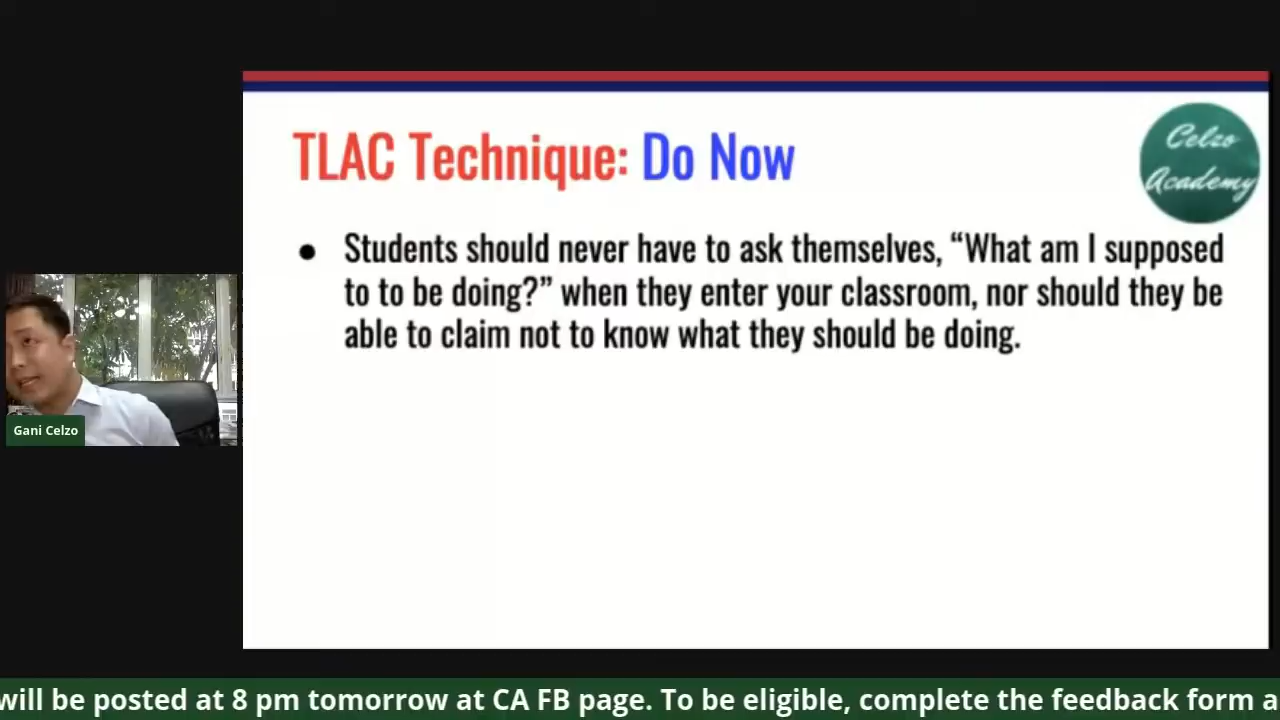 TLAC Technique: Do Now
Celzo
Academy
● Students should never have to ask themselves, “What am I supposed
to to be doing?” when they enter your classroom, nor should they be
able to claim not to know what they should be doing.
Gani Celzo
will be posted at 8 pm tomorrow at CA FB page. To be eligible, complete the feedback form a